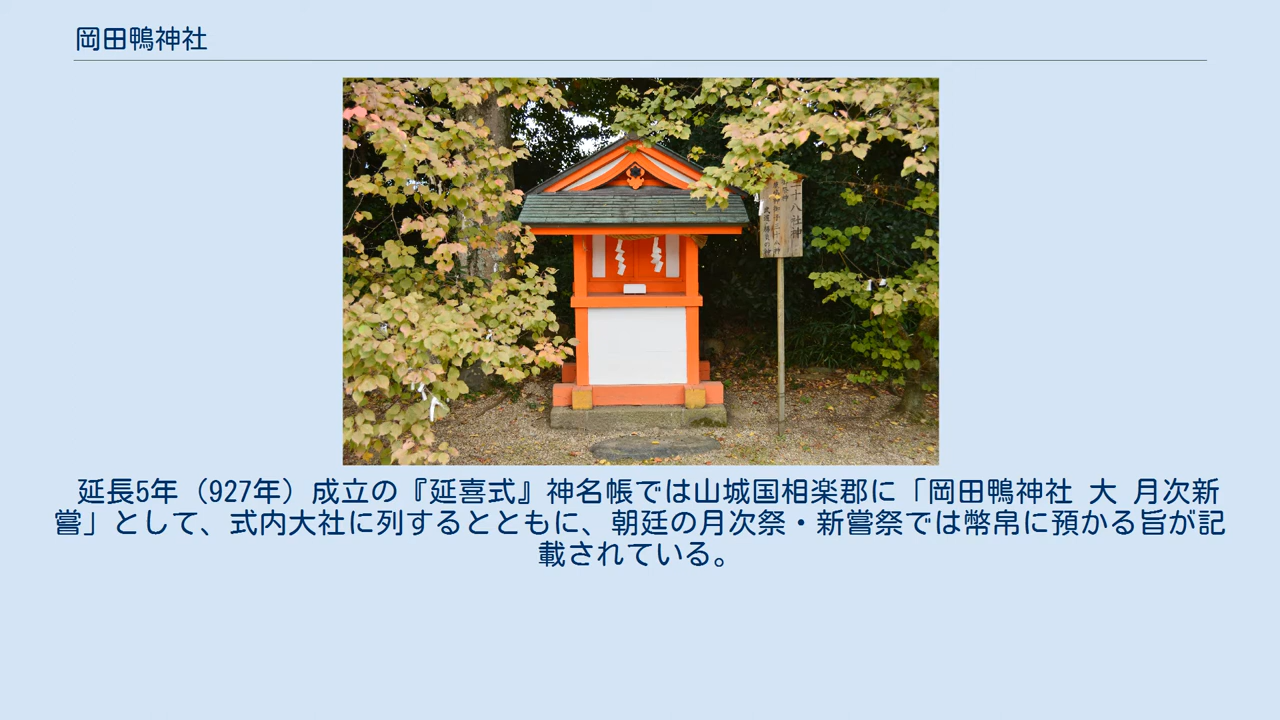 岡田鴨神社
十八社神
延長5年（927年）成立の『延喜式』神名帳では山城国相楽郡に「岡田鴨神社 大 月次新
嘗」として、式内大社に列するとともに、朝廷の月次祭・新嘗祭では幣帛に預かる旨が記
載されている。